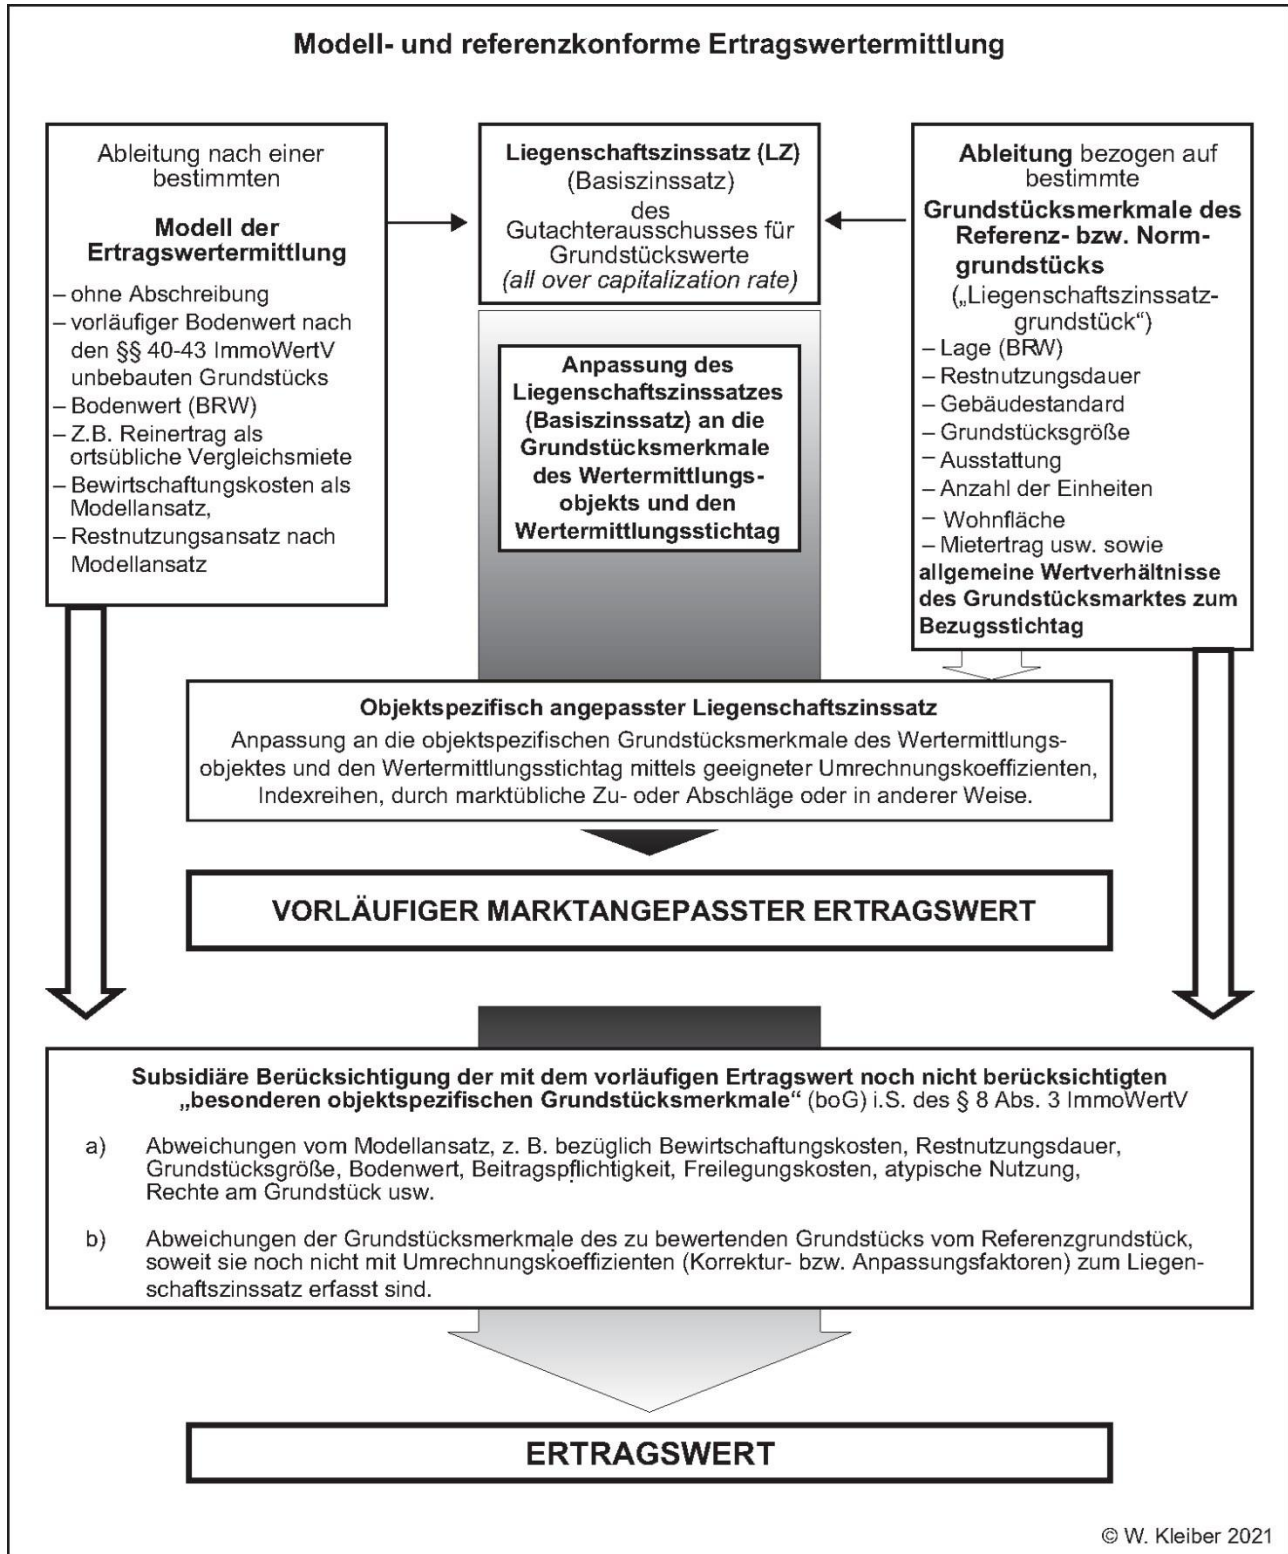 Modell- und referenzkonforme Ertragswertermittlung
Ableitung nach einer
bestimmten
Modell der
Ertragswertermittlung
– ohne Abschreibung
– vorläufiger Bodenwert nach
den §§ 40-43 ImmoWertV
unbebauten Grundstücks
– Bodenwert (BRW)
– Z.B. Reinertrag als
ortsübliche Vergleichsmiete
– Bewirtschaftungskosten als
Modellansatz,
– Restnutzungsansatz nach
Modellansatz
Liegenschaftszinssatz (LZ)
(Basiszinssatz)
des
Gutachterausschusses für
Grundstückswerte
(all over capitalization rate)
Anpassung des
Liegenschaftszinssatzes
(Basiszinssatz) an die
Grundstücksmerkmale
des Wertermittlungs-
objekts und den
Wertermittlungsstichtag
Ableitung bezogen auf
bestimmte
Grundstücksmerkmale des
Referenz- bzw. Norm-
grundstücks
(„Liegenschaftszinssatz-
grundstück“)
– Lage (BRW)
– Restnutzungsdauer
– Gebäudestandard
– Grundstücksgröße
– Ausstattung
– Anzahl der Einheiten
– Wohnfläche
– Mietertrag usw. sowie
allgemeine Wertverhältnisse
des Grundstücksmarktes zum
Bezugsstichtag
Objektspezifisch angepasster Liegenschaftszinssatz
Anpassung an die objektspezifischen Grundstücksmerkmale des Wertermittlungs-
objektes und den Wertermittlungsstichtag mittels geeigneter Umrechnungskoeffizienten,
Indexreihen, durch marktübliche Zu- oder Abschläge oder in anderer Weise.
VORLÄUFIGER MARKTANGEPASSTER ERTRAGSWERT
Subsidiäre Berücksichtigung der mit dem vorläufigen Ertragswert noch nicht berücksichtigten
„besonderen objektspezifischen Grundstücksmerkmale“ (boG) i.S. des § 8 Abs. 3 ImmoWertV
a) Abweichungen vom Modellansatz, z. B. bezüglich Bewirtschaftungskosten, Restnutzungsdauer,
Grundstücksgröße, Bodenwert, Beitragspflichtigkeit, Freilegungskosten, atypische Nutzung,
Rechte am Grundstück usw.
b) Abweichungen der Grundstücksmerkmale des zu bewertenden Grundstücks vom Referenzgrundstück,
soweit sie noch nicht mit Umrechnungskoeffizienten (Korrektur- bzw. Anpassungsfaktoren) zum Liegen-
schaftszinssatz erfasst sind.
ERTRAGSWERT
© W. Kleiber 2021